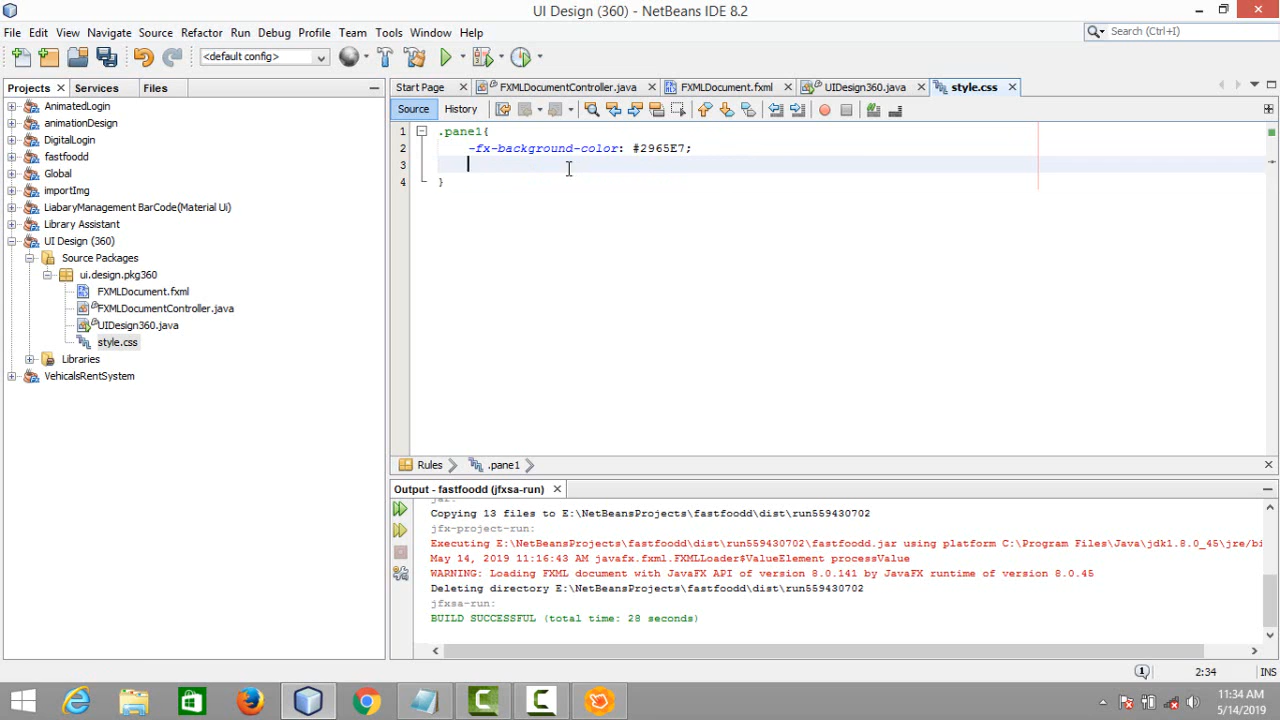 UI Design (360) - NetBeans IDE 8.2
File Edit View Navigate Source Refactor Run Debug Profile Team Tools Window Help
Search (Ctrl+I)
<default config>
Projects Services Files
Start Page FXMLDocumentController.java FXMLDocument.fxml UIDesign360.java style.css
Source History
AnimatedLogin
animationDesign
DigitalLogin
fastfoodd
Global
importImg
LiabaryManagement BarCode(Material Ui)
Library Assistant
UI Design (360)
Source Packages
ui.design.pkg360
FXMLDocument.fxml
FXMLDocumentController.java
UIDesign360.java
style.css
Libraries
VehicalsRentSystem
1 .pane1{
2 -fx-background-color: #2965E7;
3
4 }
Rules .pane1
Output - fastfoodd (jfxsa-run)
jar:
Copying 13 files to E:\NetBeansProjects\fastfoodd\dist\run559430702
jfx-project-run:
Executing E:\NetBeansProjects\fastfoodd\dist\run559430702\fastfoodd.jar using platform C:\Program Files\Java\jdk1.8.0_45\jre/bi
May 14, 2019 11:16:43 AM javafx.fxml.FXMLLoader$ValueElement processValue
WARNING: Loading FXML document with JavaFX API of version 8.0.141 by JavaFX runtime of version 8.0.45
Deleting directory E:\NetBeansProjects\fastfoodd\dist\run559430702
jfxsa-run:
BUILD SUCCESSFUL (total time: 28 seconds)
1 2:34 INS
11:34 AM
5/14/2019